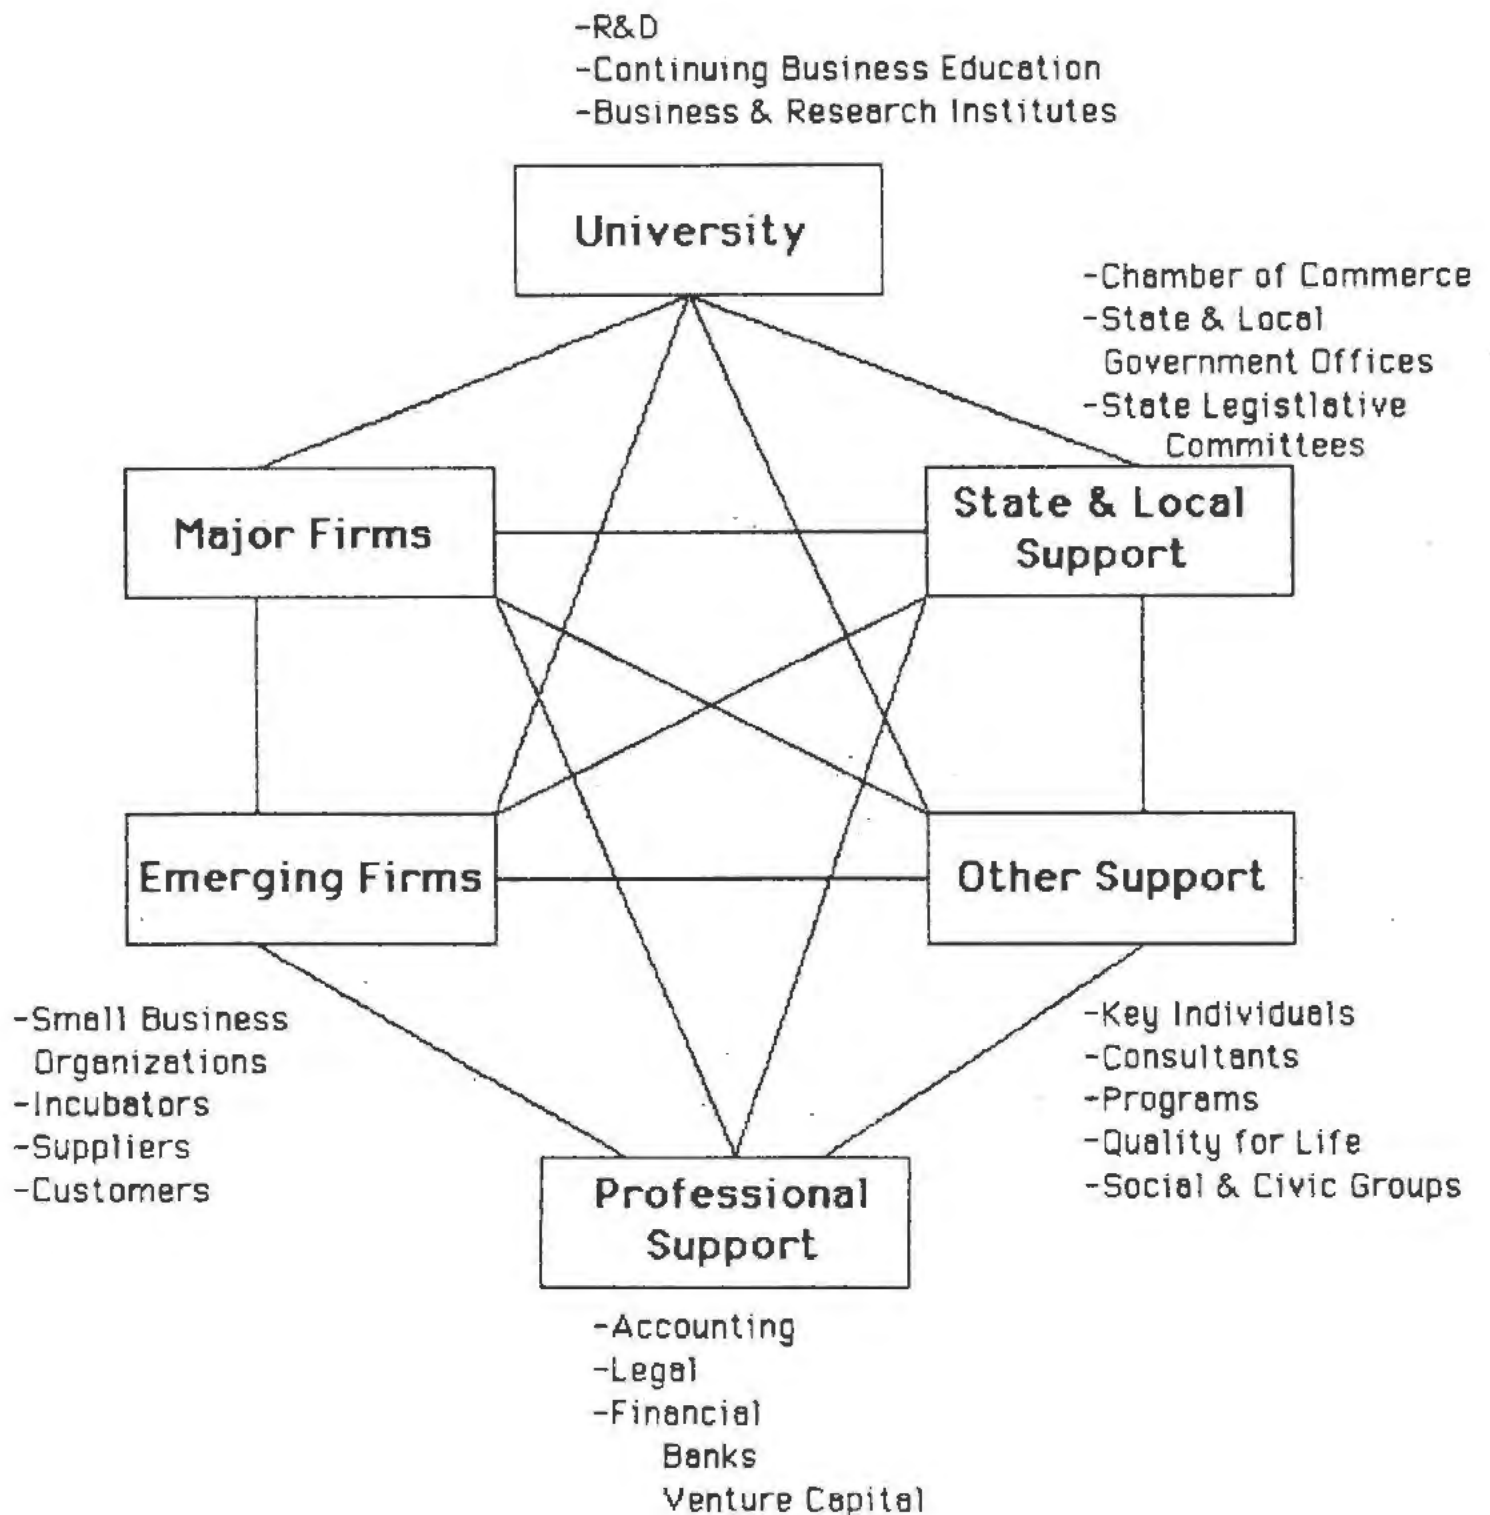 -R&D
-Continuing Business Education
-Business & Research Institutes
University
-Chamber of Commerce
-State & Local
Government Offices
-State Legistlative
Committees
Major Firms
State & Local
Support
Emerging Firms
Other Support
-Small Business
Organizations
-Incubators
-Suppliers
-Customers
-Key Individuals
-Consultants
-Programs
-Quality for Life
-Social & Civic Groups
Professional
Support
-Accounting
-Legal
-Financial
Banks
Venture Capital